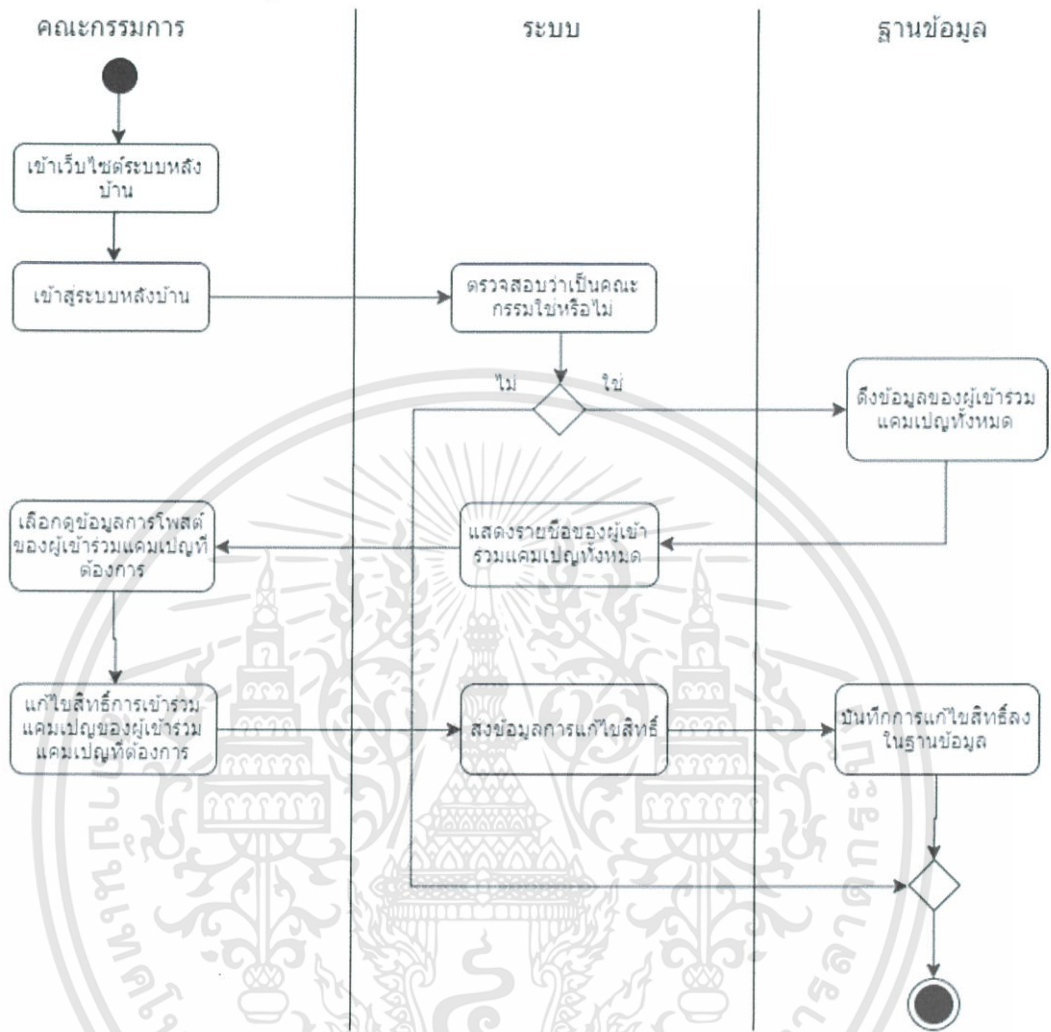 คณะกรรมการ
ระบบ
ฐานข้อมูล
เข้าเว็บไซต์ระบบหลัง
บ้าน
เข้าสู่ระบบหลังบ้าน
ตรวจสอบว่าเป็นคณะ
กรรมใช่หรือไม่
ไม่
ใช่
ดึงข้อมูลของผู้เข้าร่วม
แคมเปญทั้งหมด
แสดงรายชื่อของผู้เข้า
ร่วมแคมเปญทั้งหมด
เลือกดูข้อมูลการโพสต์
ของผู้เข้าร่วมแคมเปญที่
ต้องการ
แก้ไขสิทธิ์การเข้าร่วม
แคมเปญของผู้เข้าร่วม
แคมเปญที่ต้องการ
ส่งข้อมูลการแก้ไขสิทธิ์
บันทึกการแก้ไขสิทธิ์ลง
ในฐานข้อมูล